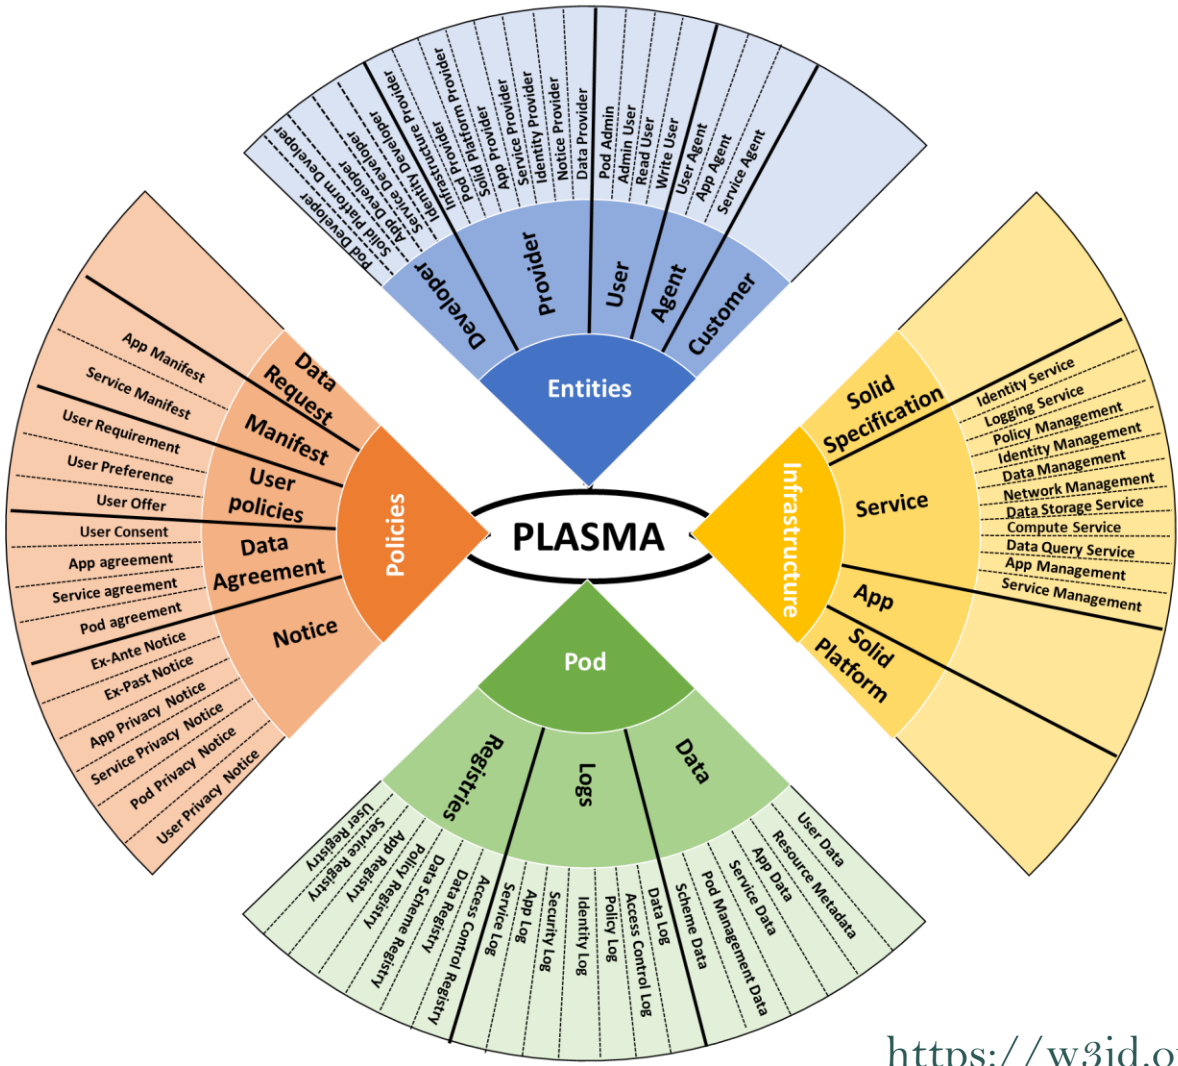 PLASMA
Entities
Developer
Pod Developer
Solid Platform Developer
App Developer
Service Developer
Identity Developer
Provider
Infrastructure Provider
Pod Provider
Solid Platform Provider
App Provider
Service Provider
Identity Provider
Notice Provider
Data Provider
User
Pod Admin
Admin User
Read User
Write User
Agent
User Agent
App Agent
Service Agent
Customer
Infrastructure
Solid
Specification
Service
Identity Service
Logging Service
Policy Management
Identity Management
Data Management
Network Management
Data Storage Service
Compute Service
Data Query Service
App Management
Service Management
App
Solid
Platform
Pod
Data
User Data
Resource Metadata
App Data
Service Data
Pod Management Data
Scheme Data
Logs
Data Log
Access Control Log
Policy Log
Identity Log
Security Log
App Log
Service Log
Registries
Access Control Registry
Data Registry
Data Scheme Registry
Policy Registry
App Registry
Service Registry
User Registry
Policies
Data
Request
Manifest
App Manifest
Service Manifest
User
policies
User Requirement
User Preference
User Offer
Data
Agreement
User Consent
App agreement
Service agreement
Pod agreement
Notice
Ex-Ante Notice
Ex-Past Notice
App Privacy Notice
Service Privacy Notice
Pod Privacy Notice
User Privacy Notice
https://w3id.o